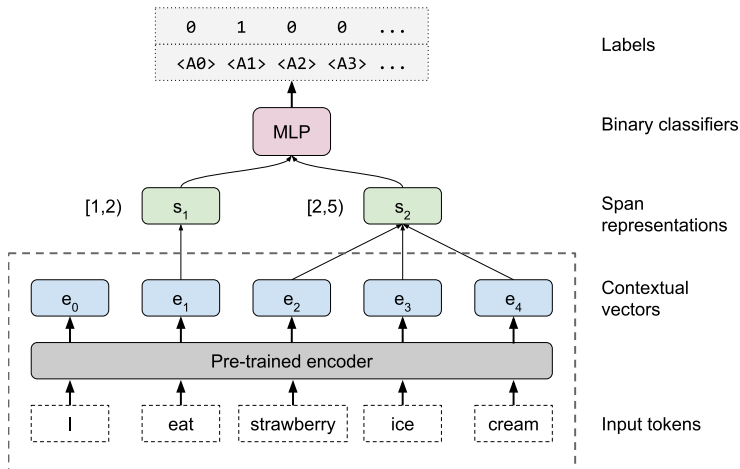 0 1 0 0 ...
<A0> <A1> <A2> <A3> ...
Labels
MLP
Binary classifiers
[1,2)
s1
[2,5)
s2
Span
representations
e0 e1 e2 e3 e4
Contextual
vectors
Pre-trained encoder
I eat strawberry ice cream
Input tokens